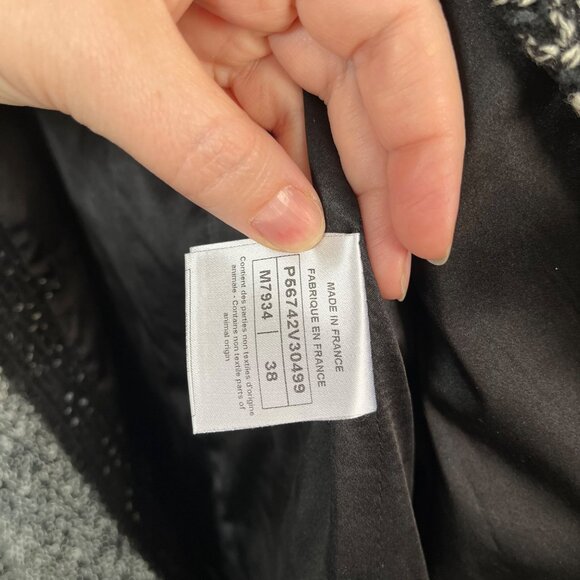 MADE IN FRANCE
FABRIQUE EN FRANCE
P56742V30499
M7934 | 38
Contient des parties non textiles d'origine
animale - Contains non textile parts of
animal origin